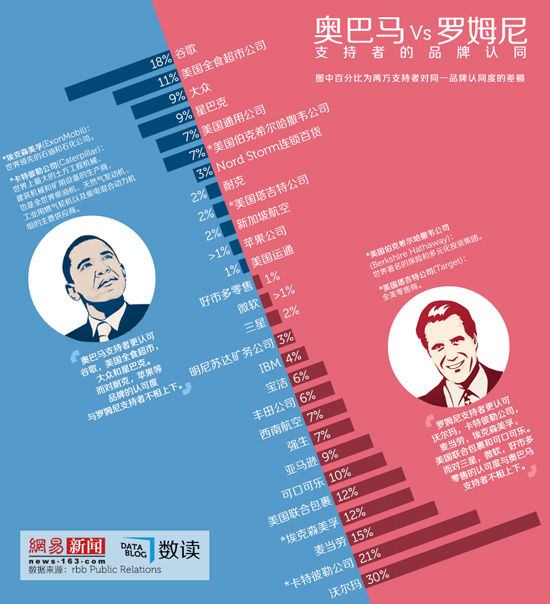 奥巴马 Vs 罗姆尼
支持者的品牌认同
图中百分比为两方支持者对同一品牌认同度的差额
18% 谷歌
11% 美国全食超市公司
9% 大众
9% 星巴克
7% 美国通用公司
7% *美国伯克希尔哈撒韦公司
3% Nord Storm连锁百货
2% 耐克
2% *美国塔吉特公司
2% 新加坡航空
>1% 苹果公司
1% 美国运通
好市多零售 1%
微软 >1%
三星 2%
明尼苏达矿务公司 3%
IBM 4%
宝洁 6%
丰田公司 6%
西南航空 7%
强生 7%
亚马逊 9%
可口可乐 10%
美国联合包裹 12%
*埃克森美孚 12%
麦当劳 15%
*卡特彼勒公司 21%
沃尔玛 30%
*埃克森美孚(ExonMobil):
世界领先的石油和石化公司。
*卡特彼勒公司(Caterpillar):
世界上最大的土方工程机械、
建筑机械和矿用设备的生产商,
也是全世界柴油机、天然气发动机、
工业用燃气轮机以及柴电混合动力机
组的主要供应商。
奥巴马支持者更认可
谷歌,美国全食超市,
大众和星巴克。
而对耐克,苹果等
品牌的认可度
与罗姆尼支持者不相上下。
*美国伯克希尔哈撒韦公司
(Berkshire Hathaway):
世界著名的保险和多元化投资集团。
*美国塔吉特公司(Target):
全美零售商。
罗姆尼支持者更认可
沃尔玛,卡特彼勒公司,
麦当劳,埃克森美孚,
美国联合包裹和可口可乐。
而对三星,微软,好市多
零售的认可度与奥巴马
支持者不相上下。
網易 新闻
news·163·com
DATA
BLOG
数读
数据来源:rbb Public Relations